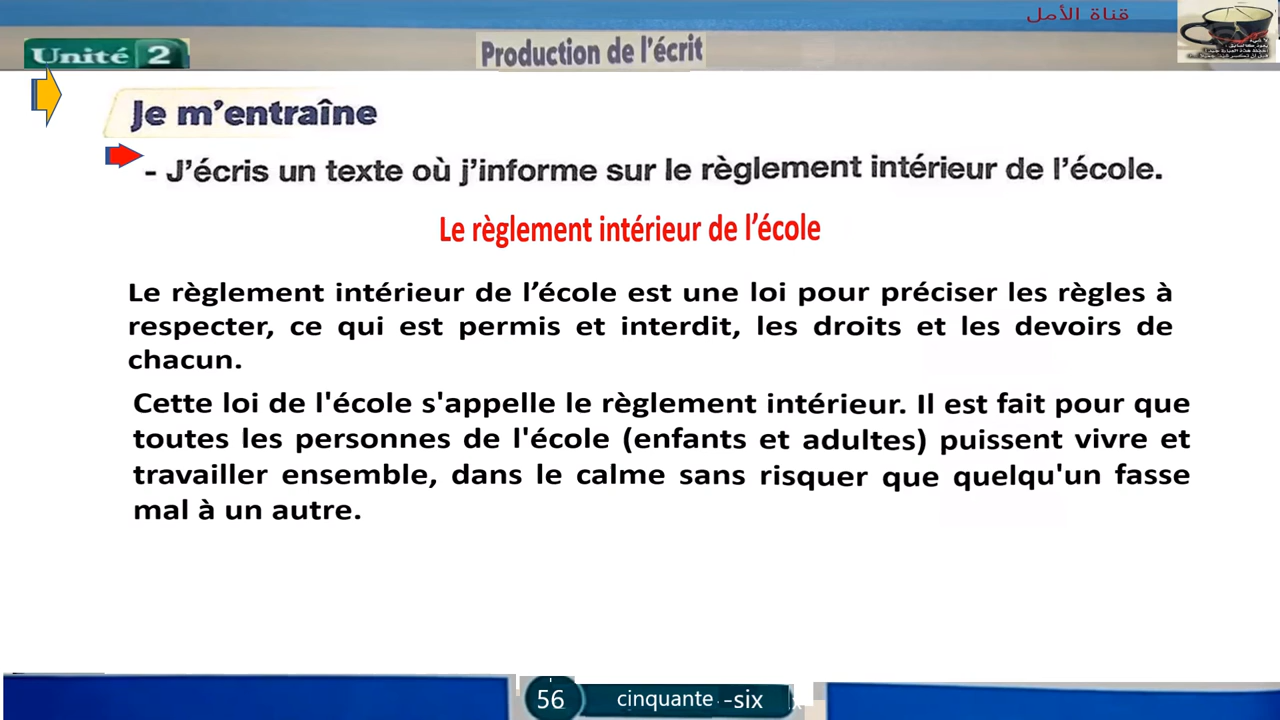 قناة الأمل
Unité 2
Production de l'écrit
Je m'entraîne
- J'écris un texte où j'informe sur le règlement intérieur de l'école.
Le règlement intérieur de l'école
Le règlement intérieur de l'école est une loi pour préciser les règles à
respecter, ce qui est permis et interdit, les droits et les devoirs de
chacun.
Cette loi de l'école s'appelle le règlement intérieur. Il est fait pour que
toutes les personnes de l'école (enfants et adultes) puissent vivre et
travailler ensemble, dans le calme sans risquer que quelqu'un fasse
mal à un autre.
56 cinquante -six